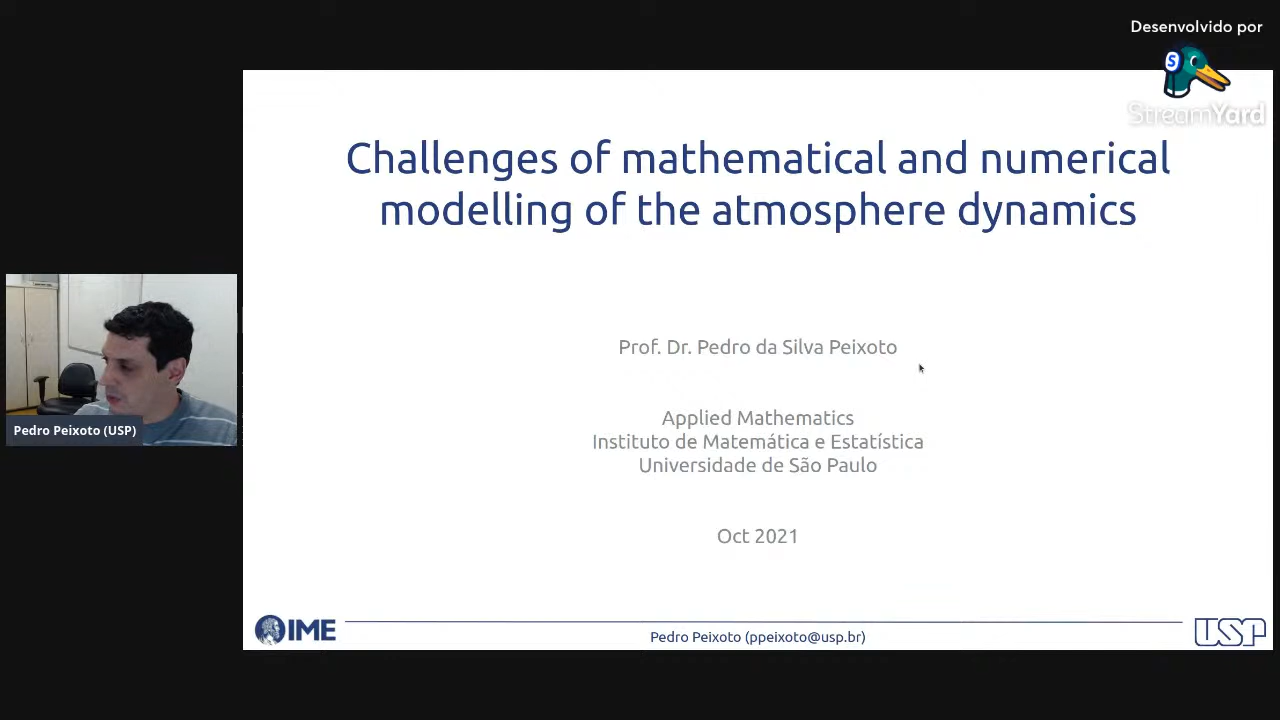 Desenvolvido por
S
StreamYard
Challenges of mathematical and numerical
modelling of the atmosphere dynamics
Prof. Dr. Pedro da Silva Peixoto
Pedro Peixoto (USP)
Applied Mathematics
Instituto de Matemática e Estatística
Universidade de São Paulo
Oct 2021
IME
Pedro Peixoto (ppeixoto@usp.br)
USP